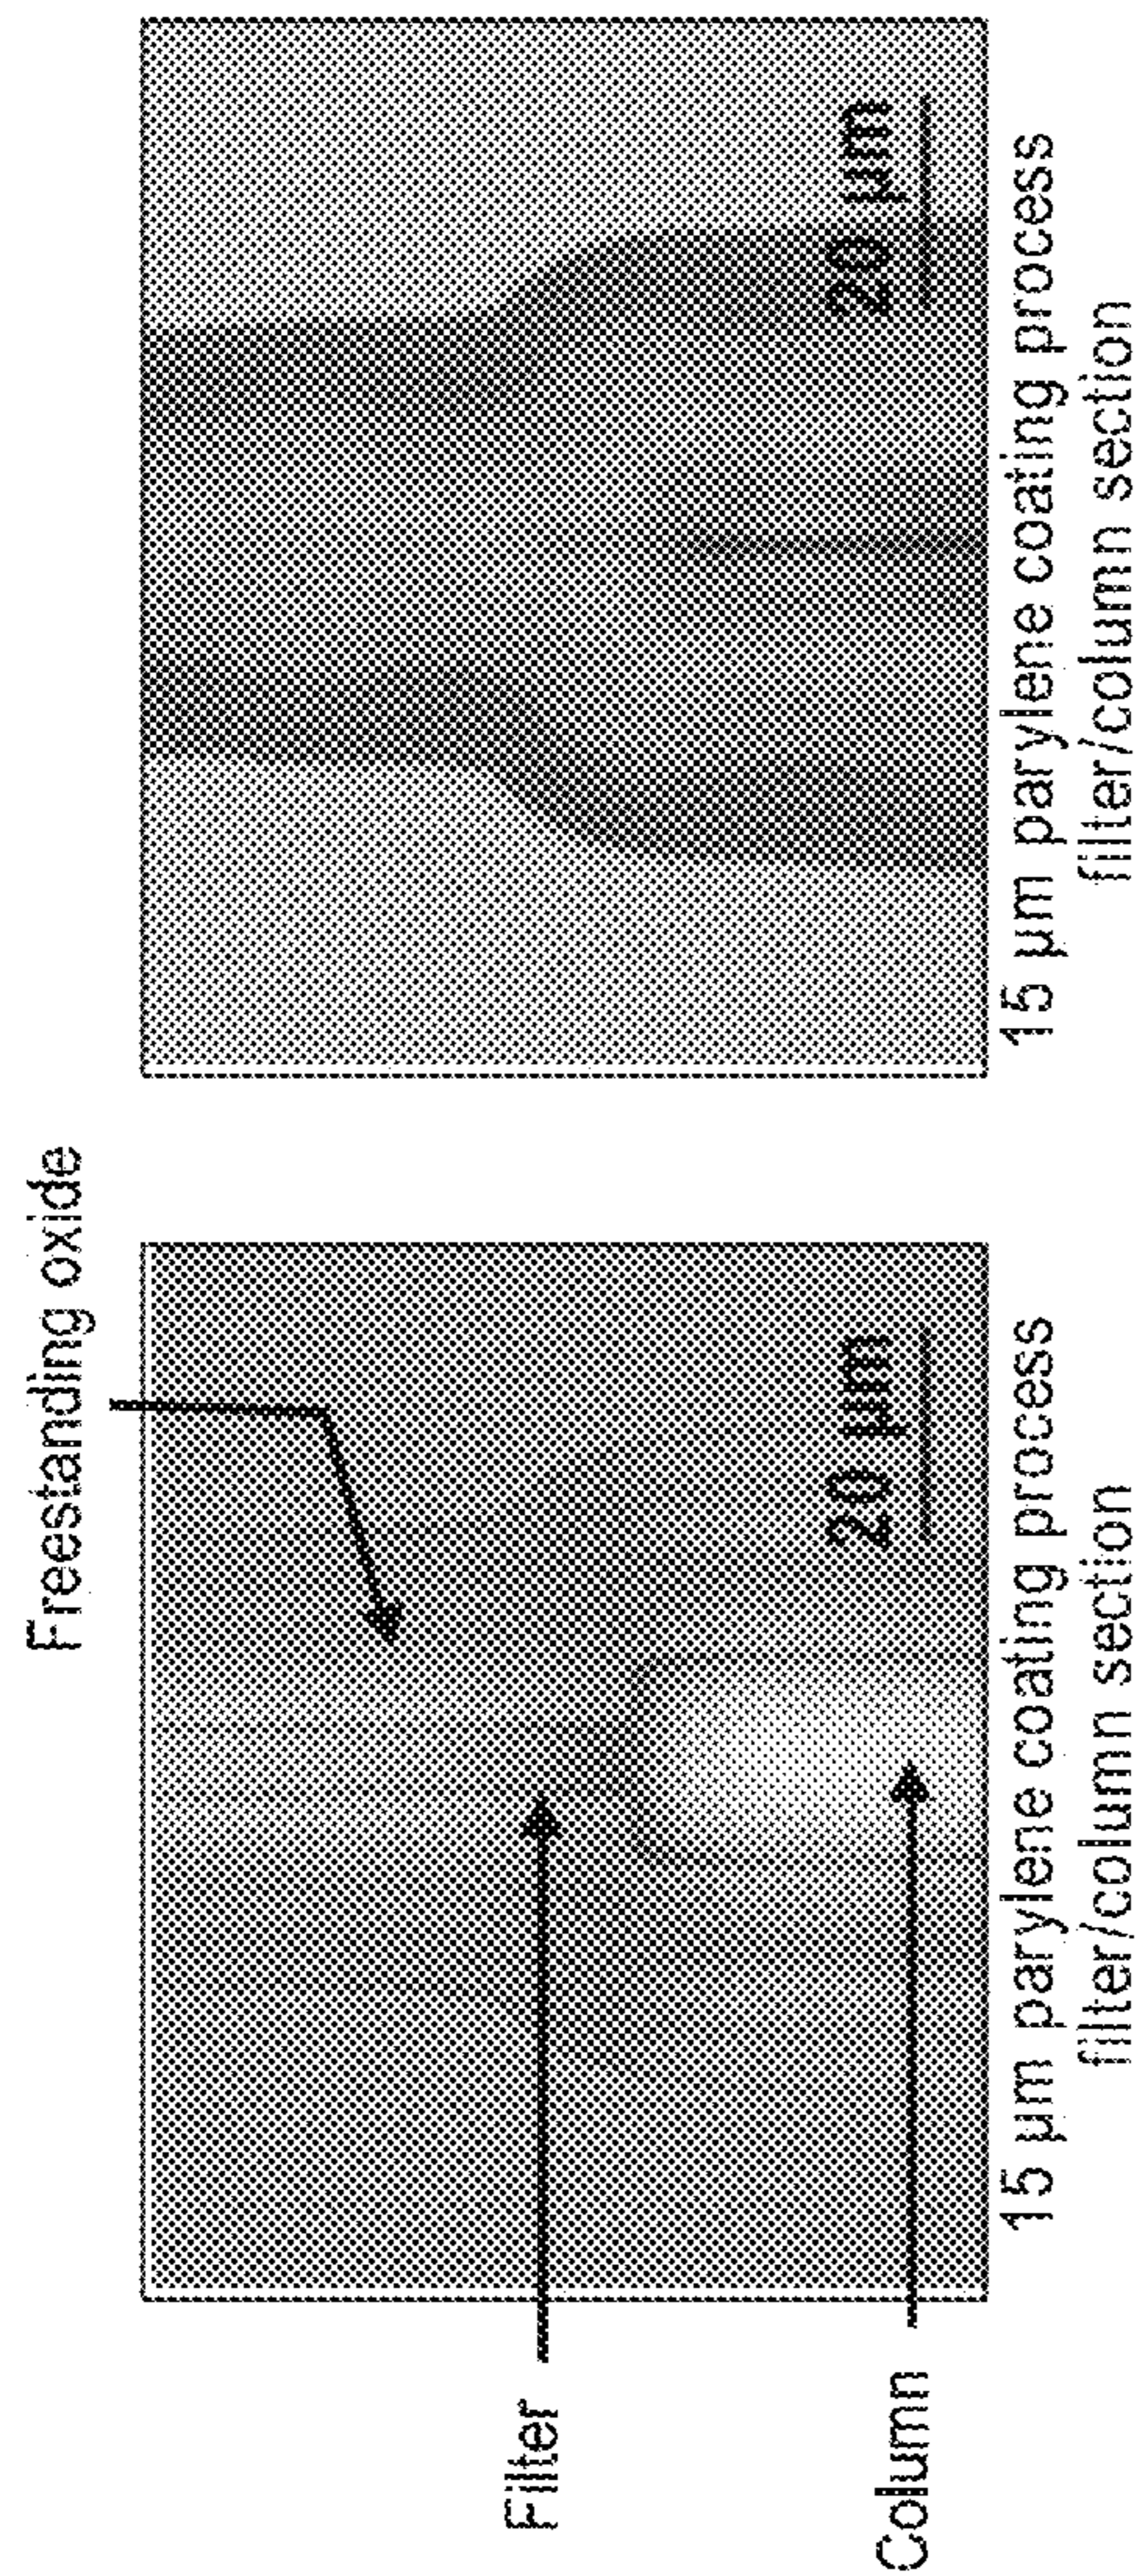 Freestanding oxide
Filter
Column
20 µm
15 µm parylene coating process
filter/column section
20 µm
15 µm parylene coating process
filter/column section